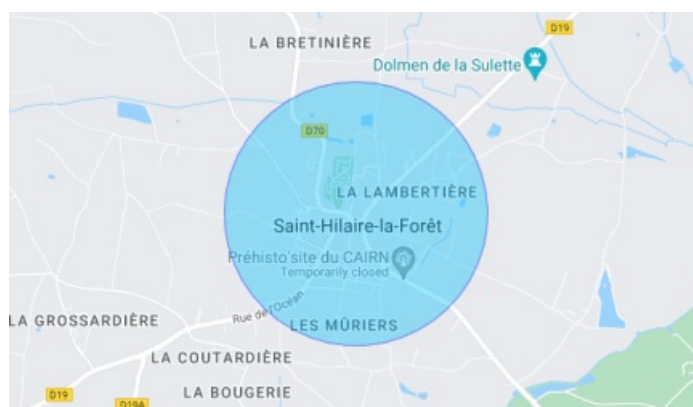 D19
LA BRETINIÈRE
Dolmen de la Sulette
D70
LA LAMBERTIÈRE
Saint-Hilaire-la-Forêt
Préhisto'site du CAIRN
Temporarily closed
Rue de l'Océan
LA GROSSARDIÈRE
LES MÛRIERS
LA COUTARDIÈRE
LA BOUGERIE
D19
D19A